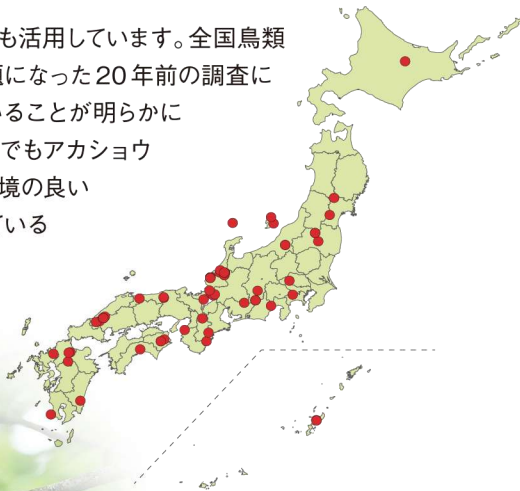 も活用しています。全国鳥類
になった20年前の調査に
いることが明らかに
でもアカショウ
境の良い
ている